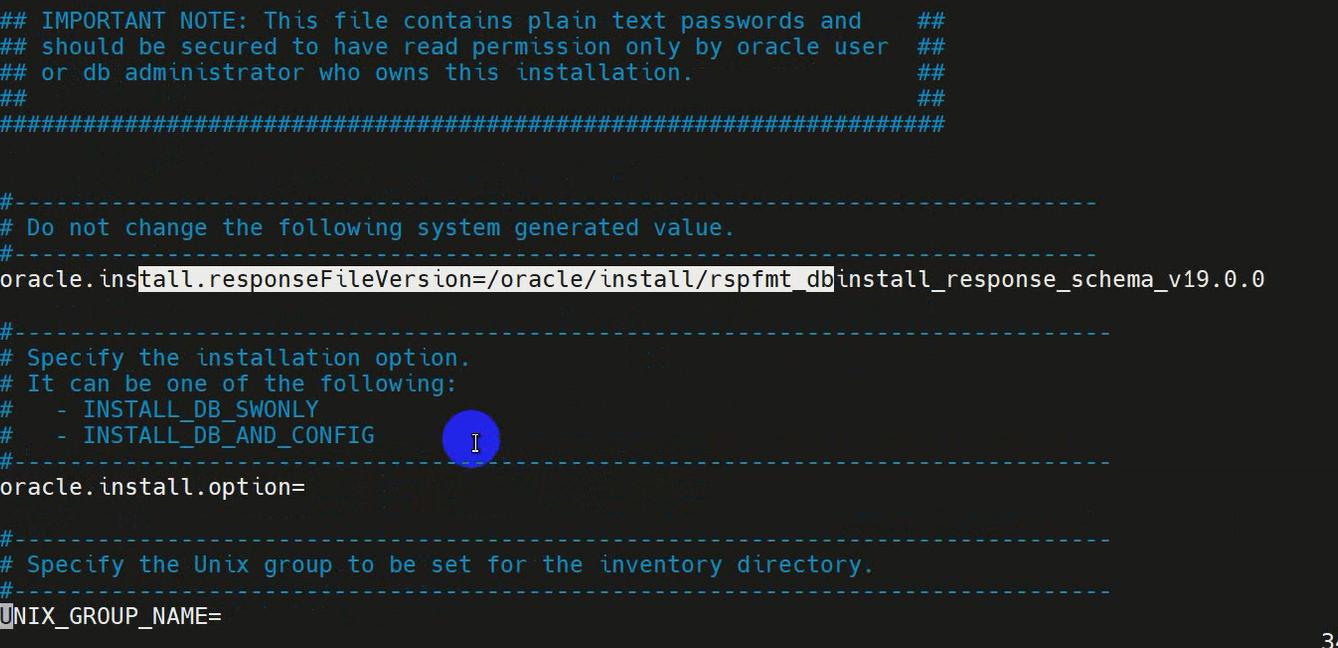 ## IMPORTANT NOTE: This file contains plain text passwords and    ##
## should be secured to have read permission only by oracle user  ##
## or db administrator who owns this installation.                ##
##                                                                ##
####################################################################
#------------------------------------------------------------------------------
# Do not change the following system generated value.
#------------------------------------------------------------------------------
oracle.install.responseFileVersion=/oracle/install/rspfmt_dbinstall_response_schema_v19.0.0
#-------------------------------------------------------------------------------
# Specify the installation option.
# It can be one of the following:
#   - INSTALL_DB_SWONLY
#   - INSTALL_DB_AND_CONFIG
#-------------------------------------------------------------------------------
oracle.install.option=
#-------------------------------------------------------------------------------
# Specify the Unix group to be set for the inventory directory.
#-------------------------------------------------------------------------------
UNIX_GROUP_NAME=